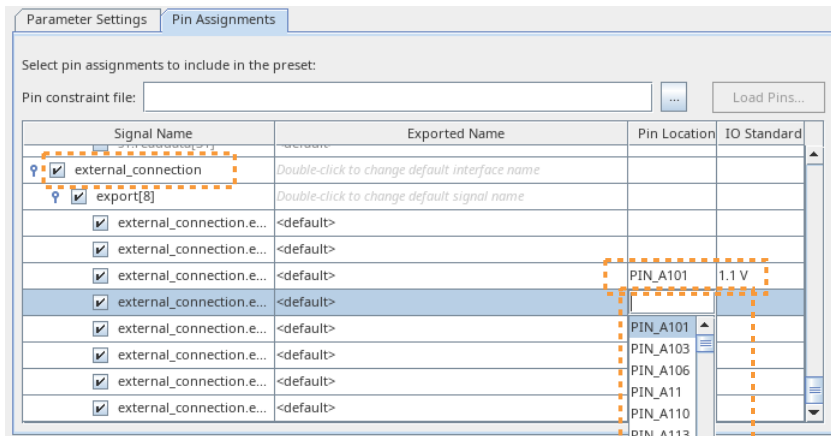 Parameter Settings Pin Assignments
Select pin assignments to include in the preset:
Pin constraint file: ... Load Pins...
Signal Name Exported Name Pin Location IO Standard
external_connection Double-click to change default interface name
export[8] Double-click to change default signal name
external_connection.e... <default>
external_connection.e... <default>
external_connection.e... <default> PIN_A101 1.1 V
external_connection.e... <default>
external_connection.e... <default> PIN_A101
PIN_A103
external_connection.e... <default> PIN_A106
external_connection.e... <default> PIN_A11
external_connection.e... <default> PIN_A110
PIN_A113